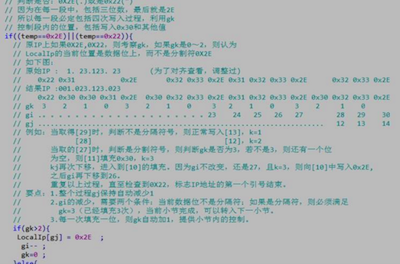 // 判断是否: 0x2E(.)或是0x22(")
// 因为在每一段中，包括三位数，最后就是2E
// 所以每一段必定包括四次写入过程，利用gk
// 控制段内的位置，包括写入0x30和其他值
if((temp==0x2E)||(temp==0x22)){
// 原IP上如果0X2E,0X22，则考察gk，如果gk是0~2，则认为
// LocalIp的当前位置是数据位上，而不是分割符0X2E
// 如下图:
// 原始IP : 1. 23.123. 23 (为了对齐查看，调整过)
// 0x22 0x31 0x2E 0x32 0x33 0x2E 0x31 0x32 0x33 0x2E 0x32 0x33 0x2E
// 结果IP :001.023.123.023
// 0x22 0x30 0x30 0x31 0x2E 0x30 0x32 0x33 0x2E 0x31 0x32 0x33 0x2E 0x30 0x32 0x33 0x2E
// gk 3 2 1 0 3 2 1 0 3 2 1 0 3 2 1 0
// gi 23 24 25 26 27 28 29 30
// gj 12 13 14
// 例如: 当取得[29]时，判断不是分隔符号，则正常写入[13]，k=1
// [28] [12]，k=2
// 当取的[27]时，判断是分割符号，则判断gk是否为3，若不是3，则还有一个位
// 为空，则[11]填充0x30，k=3
// kj再次下移，进入到[10]的填充，因为gi不改变，还是27，且k=3，则向[10]中写入0x2E，
// 之后gi再下移到26.
// 重复以上过程，直至检查到0X22，标志IP地址的第一个引号结束。
// 要点: 1.整个过程gj保持自动减少1
// 2.gi的减少，需要两个条件: 当前数据位不是分隔符；如果是分隔符，则必须满足
// gk=3（已经填充3次），当前小节完成，可以转入下一小节。
// 3.每一次填充一位，则gk自动加1，提供小节内的控制。
if(gk>2){
LocalIp[gj] = 0x2E ;
gi-- ;
gk=0 ;
}else{